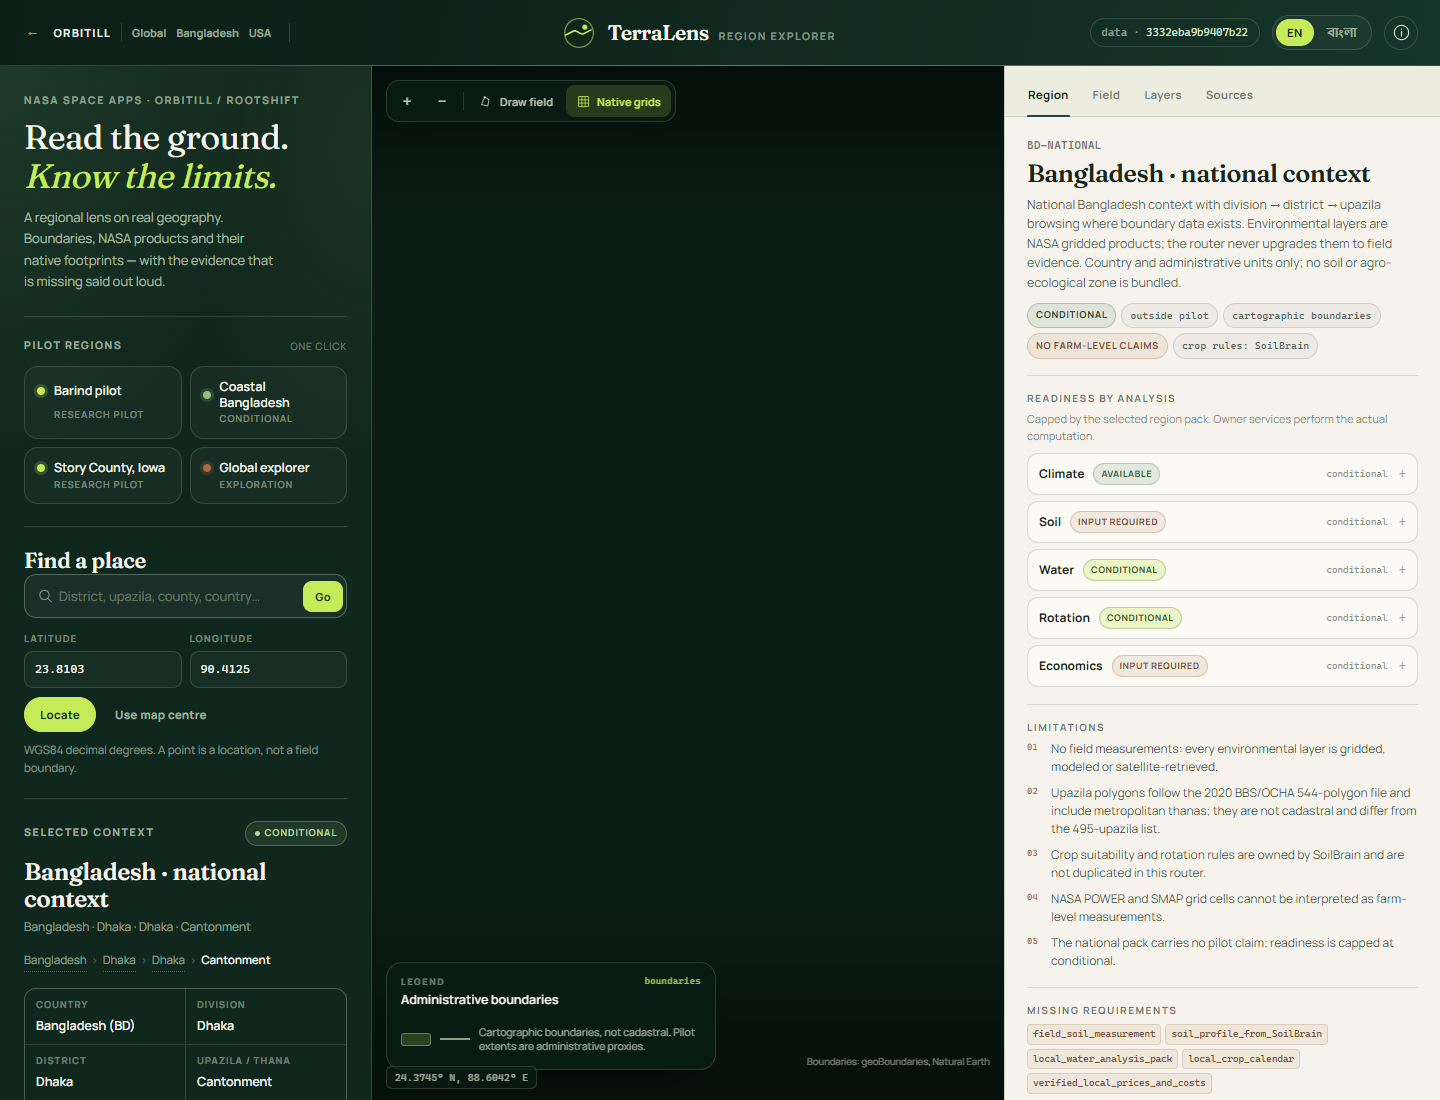 ← ORBITILL Global Bangladesh USA
TerraLens REGION EXPLORER
data · 3332eba9b9407b22
EN বাংলা
NASA SPACE APPS · ORBITILL / ROOTSHIFT
Read the ground.
Know the limits.
A regional lens on real geography.
Boundaries, NASA products and their
native footprints — with the evidence that
is missing said out loud.
PILOT REGIONS
ONE CLICK
Barind pilot
RESEARCH PILOT
Coastal
Bangladesh
CONDITIONAL
Story County, Iowa
RESEARCH PILOT
Global explorer
EXPLORATION
Find a place
District, upazila, county, country…
Go
LATITUDE
LONGITUDE
23.8103
90.4125
Locate
Use map centre
WGS84 decimal degrees. A point is a location, not a field
boundary.
SELECTED CONTEXT
CONDITIONAL
Bangladesh · national
context
Bangladesh · Dhaka · Dhaka · Cantonment
Bangladesh › Dhaka › Dhaka › Cantonment
COUNTRY
Bangladesh (BD)
DIVISION
Dhaka
DISTRICT
Dhaka
UPAZILA / THANA
Cantonment
+ − Draw field Native grids
LEGEND
boundaries
Administrative boundaries
Cartographic boundaries, not cadastral. Pilot
extents are administrative proxies.
24.3745° N, 88.6042° E
Boundaries: geoBoundaries, Natural Earth
Region Field Layers Sources
BD-NATIONAL
Bangladesh · national context
National Bangladesh context with division → district → upazila
browsing where boundary data exists. Environmental layers are
NASA gridded products; the router never upgrades them to field
evidence. Country and administrative units only; no soil or agro-
ecological zone is bundled.
CONDITIONAL outside pilot cartographic boundaries
NO FARM-LEVEL CLAIMS crop rules: SoilBrain
READINESS BY ANALYSIS
Capped by the selected region pack. Owner services perform the actual
computation.
Climate AVAILABLE conditional +
Soil INPUT REQUIRED conditional +
Water CONDITIONAL conditional +
Rotation CONDITIONAL conditional +
Economics INPUT REQUIRED conditional +
LIMITATIONS
01 No field measurements: every environmental layer is gridded,
modeled or satellite-retrieved.
02 Upazila polygons follow the 2020 BBS/OCHA 544-polygon file and
include metropolitan thanas; they are not cadastral and differ from
the 495-upazila list.
03 Crop suitability and rotation rules are owned by SoilBrain and are
not duplicated in this router.
04 NASA POWER and SMAP grid cells cannot be interpreted as farm-
level measurements.
05 The national pack carries no pilot claim; readiness is capped at
conditional.
MISSING REQUIREMENTS
field_soil_measurement soil_profile_from_SoilBrain
local_water_analysis_pack local_crop_calendar
verified_local_prices_and_costs